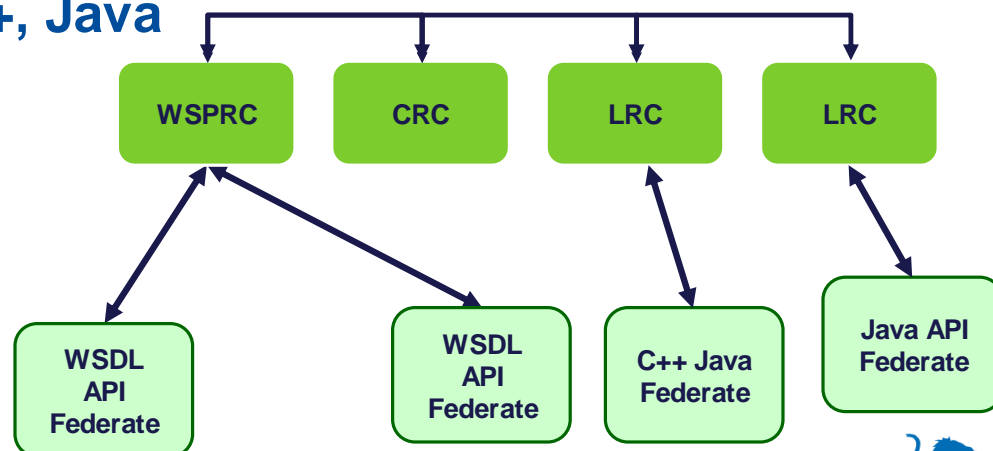 +, Java
WSPRC
CRC
LRC
LRC
WSDL
API
Federate
WSDL
API
Federate
C++ Java
Federate
Java API
Federate